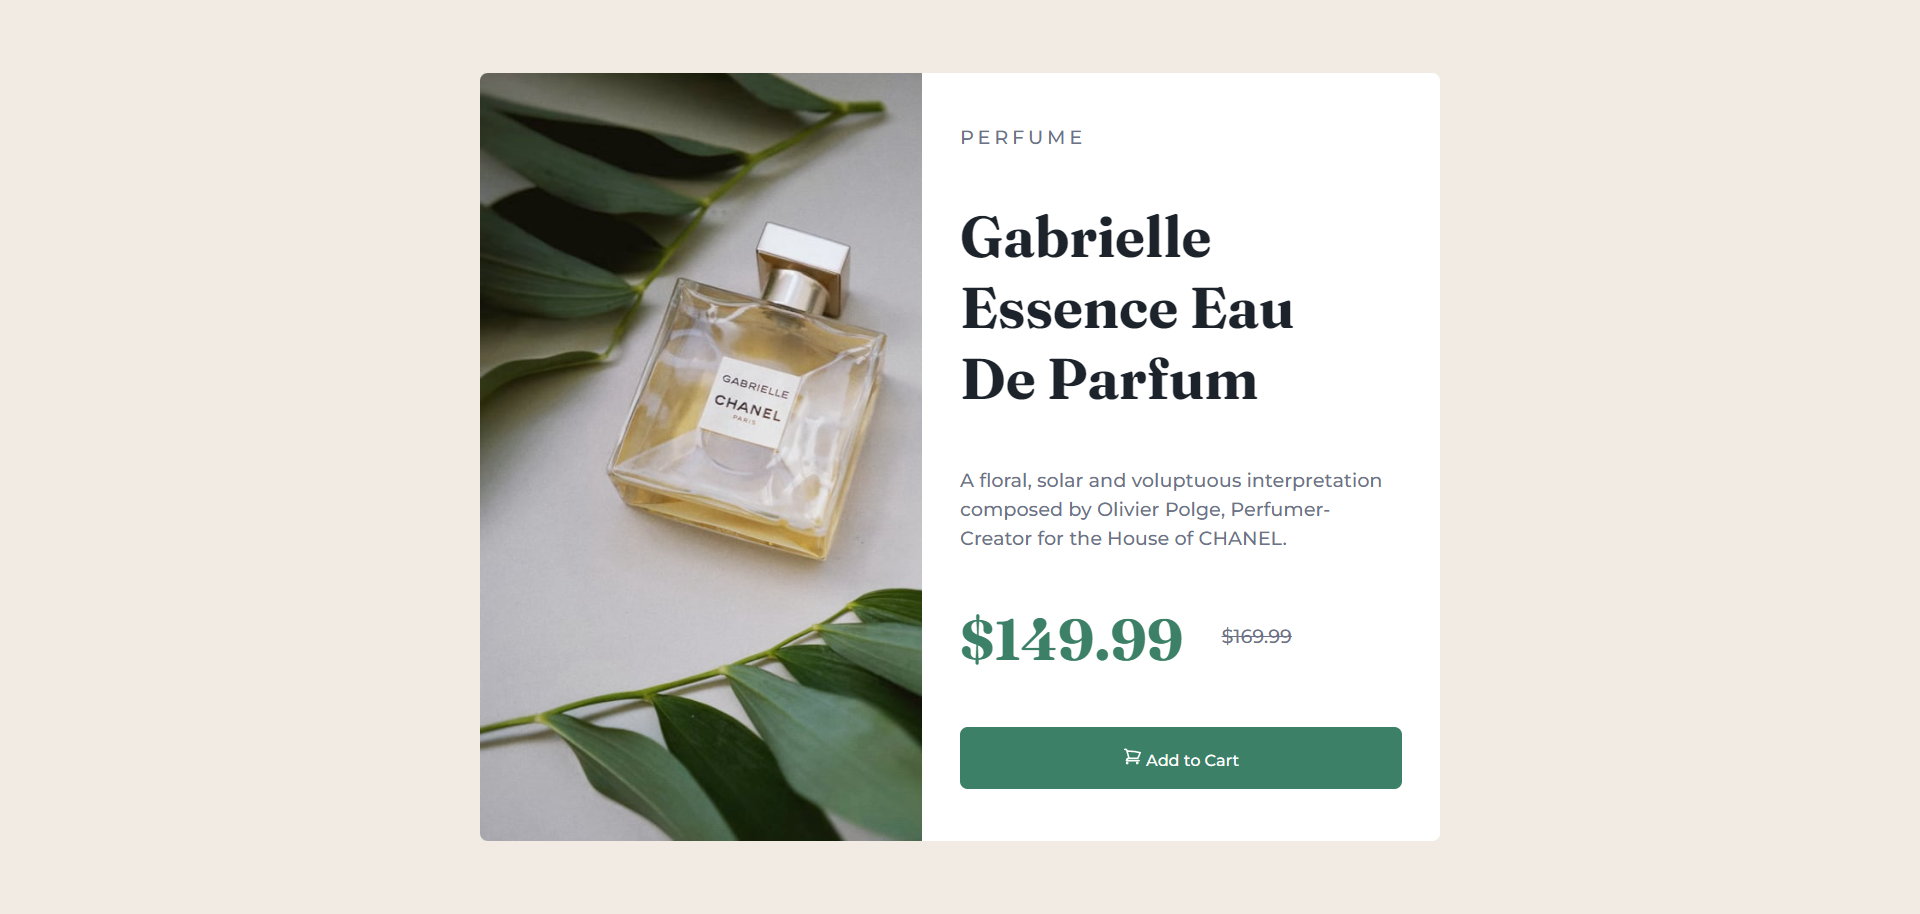 GABRIELLE
CHANEL
PARIS
PERFUME
Gabrielle
Essence Eau
De Parfum
A floral, solar and voluptuous interpretation
composed by Olivier Polge, Perfumer-
Creator for the House of CHANEL.
$149.99 $169.99
Add to Cart